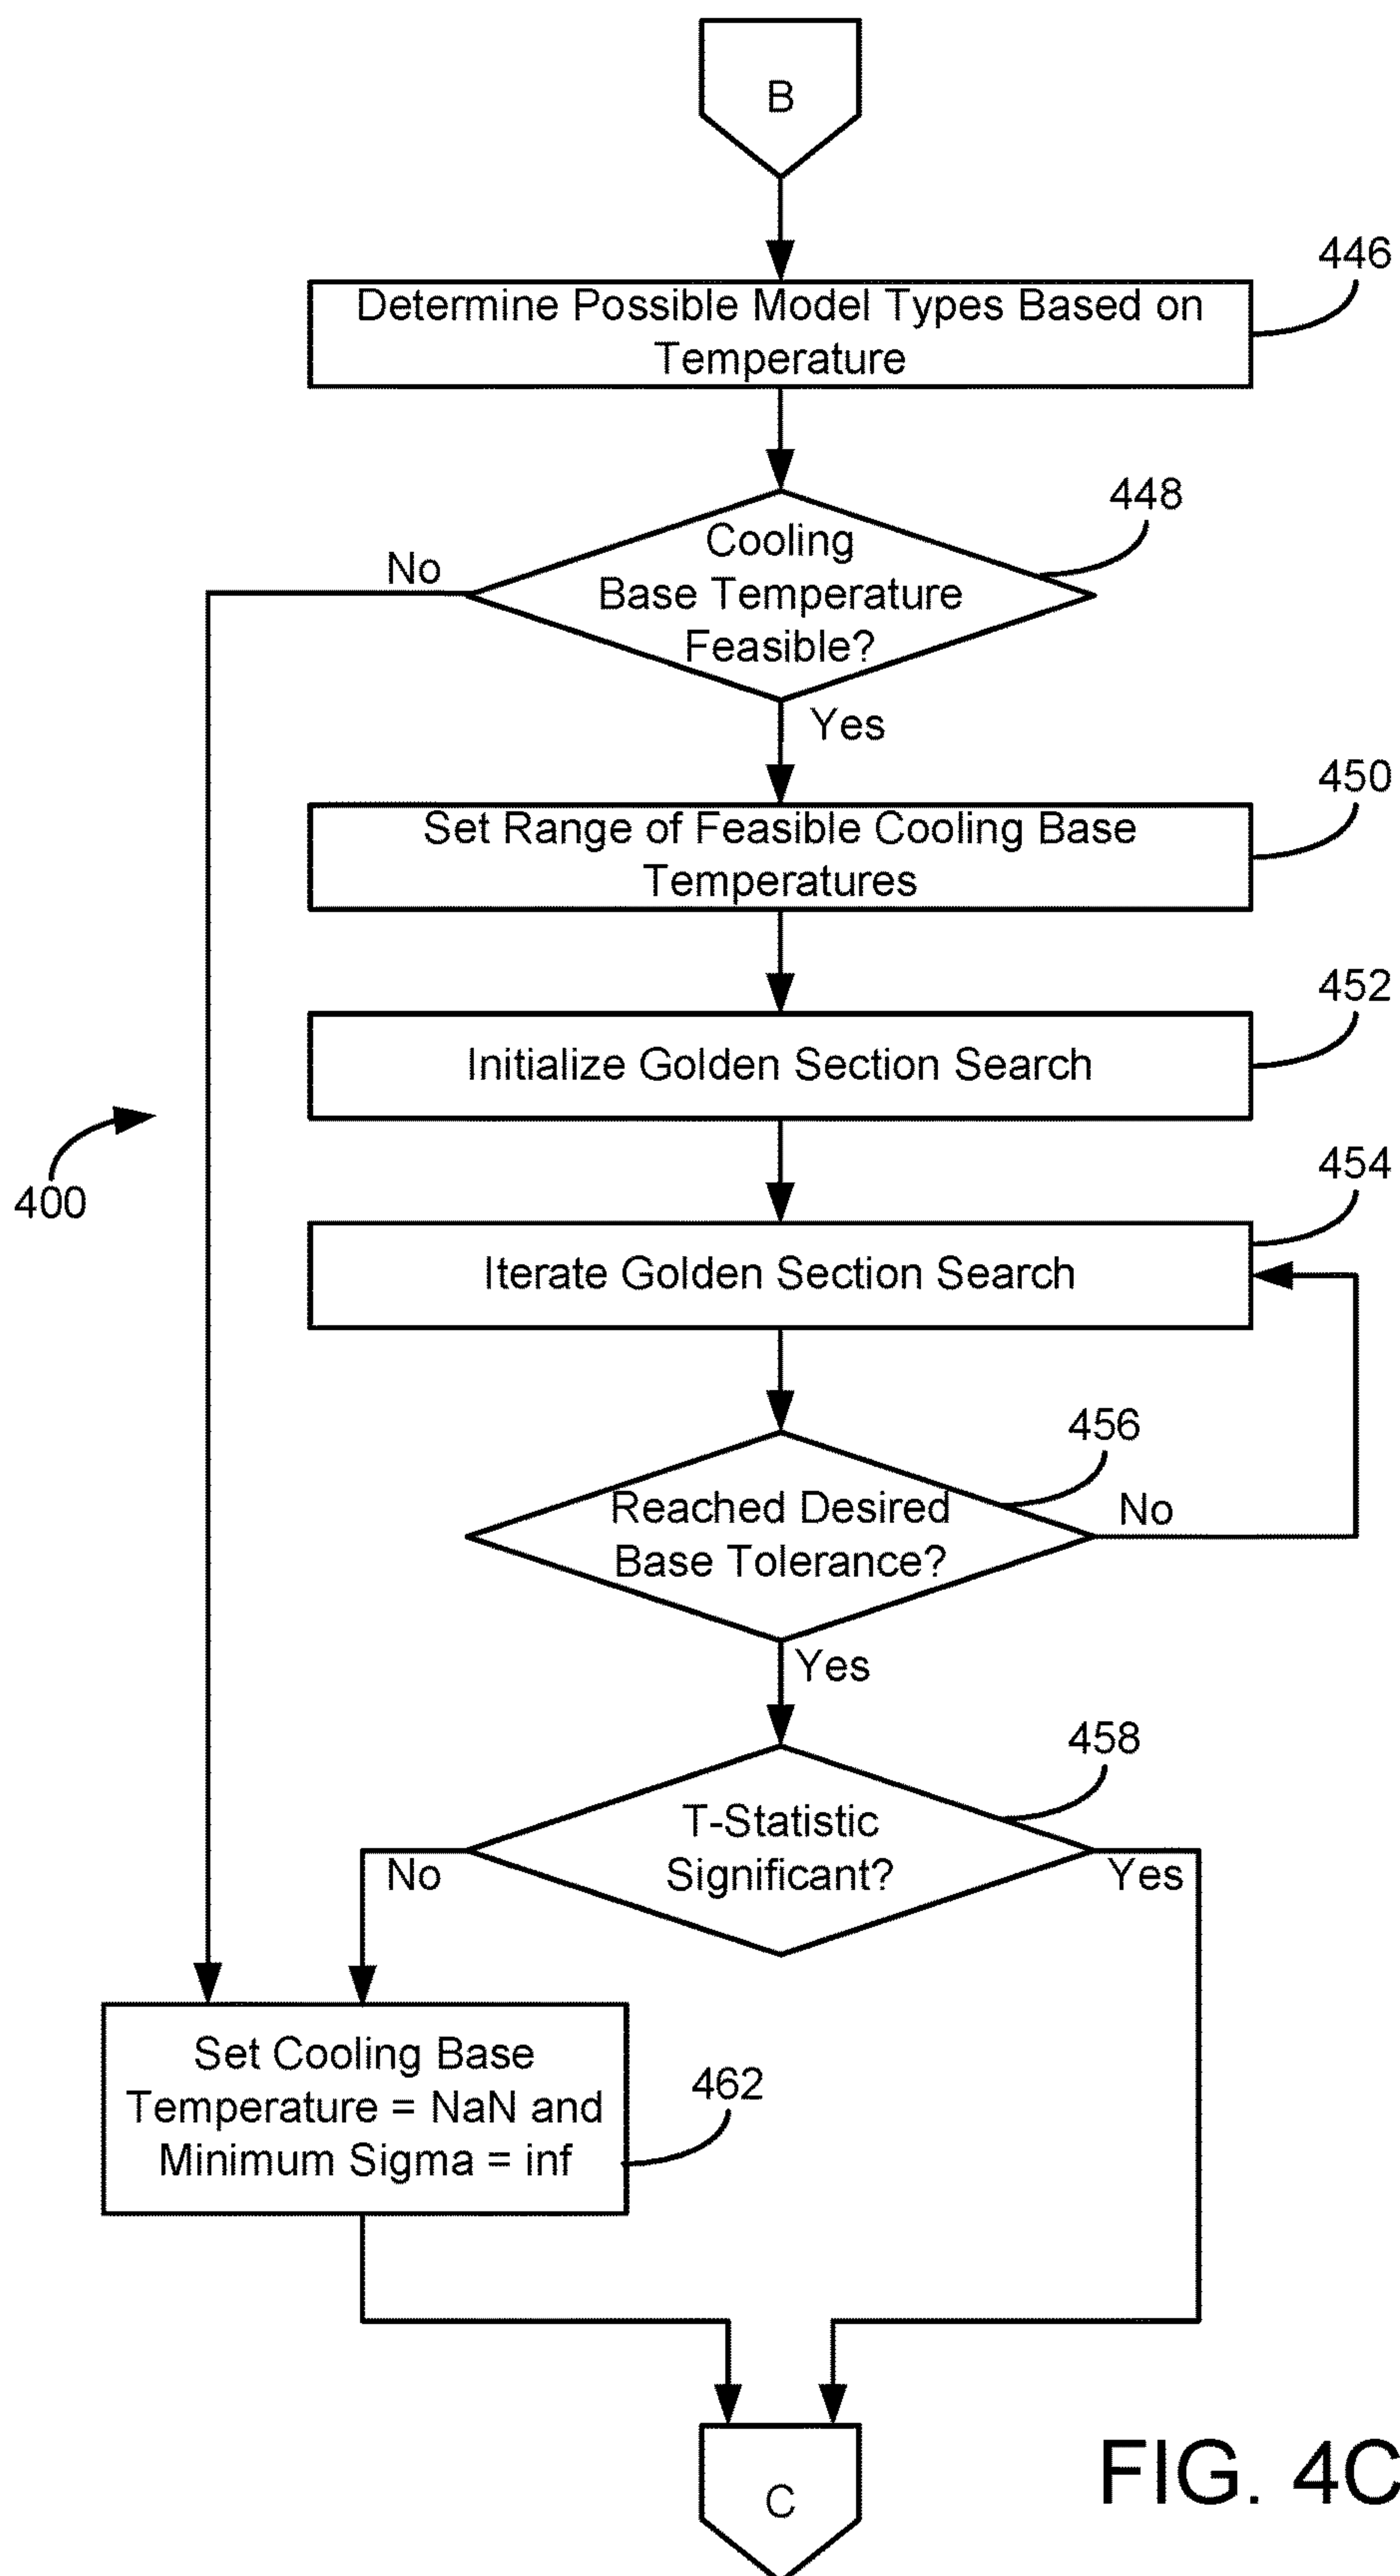 B
446
Determine Possible Model Types Based on
Temperature
448
Cooling
Base Temperature
Feasible?
No
Yes
450
Set Range of Feasible Cooling Base
Temperatures
452
Initialize Golden Section Search
400
454
Iterate Golden Section Search
456
Reached Desired
Base Tolerance?
No
Yes
458
T-Statistic
Significant?
No
Yes
Set Cooling Base
Temperature = NaN and
Minimum Sigma = inf
462
C
FIG. 4C